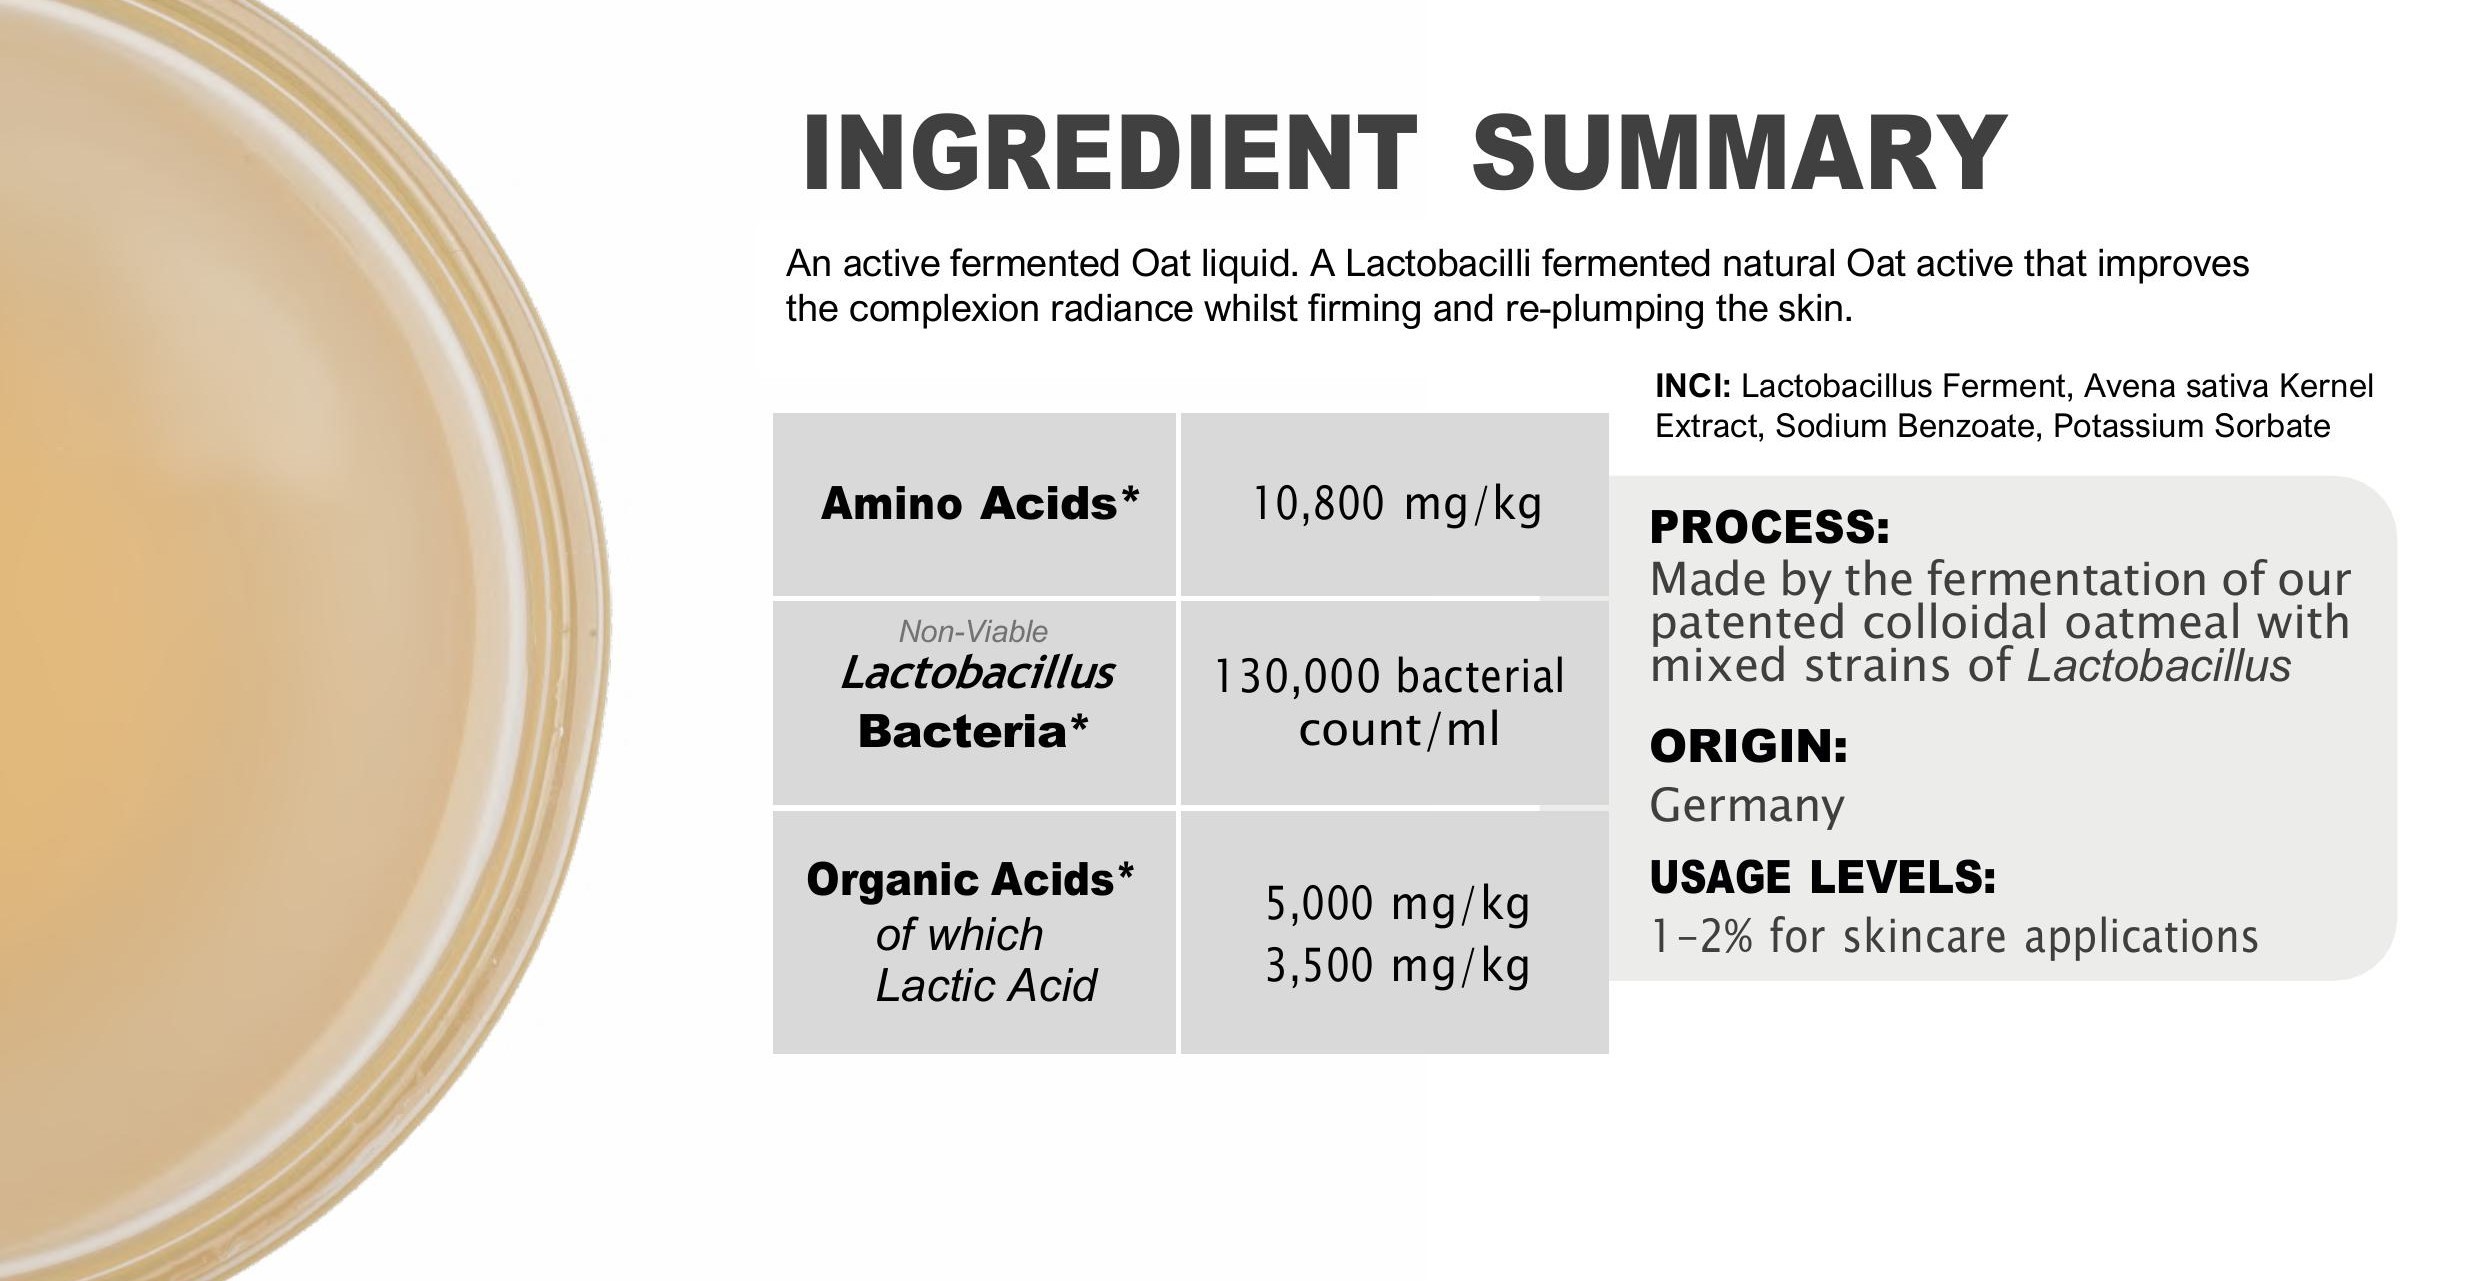 INGREDIENT SUMMARY
An active fermented Oat liquid. A Lactobacilli fermented natural Oat active that improves
the complexion radiance whilst firming and re-plumping the skin.
INCI: Lactobacillus Ferment, Avena sativa Kernel
Extract, Sodium Benzoate, Potassium Sorbate
Amino Acids*
10,800 mg/kg
Non-Viable
Lactobacillus
Bacteria*
130,000 bacterial
count/ml
Organic Acids*
of which
Lactic Acid
5,000 mg/kg
3,500 mg/kg
PROCESS:
Made by the fermentation of our
patented colloidal oatmeal with
mixed strains of Lactobacillus
ORIGIN:
Germany
USAGE LEVELS:
1-2% for skincare applications